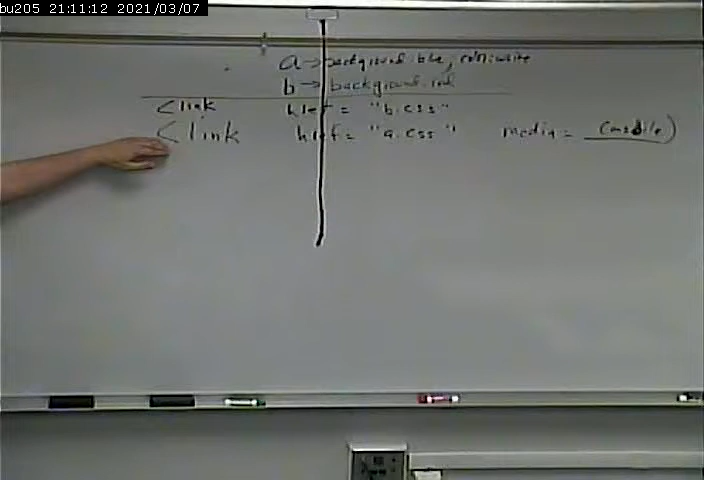 bu205 21:11:12 2021/03/07
a → background: blue, color: white
b → background: red
<link href = "b.css"
<link href = "a.css" media = (mobile)